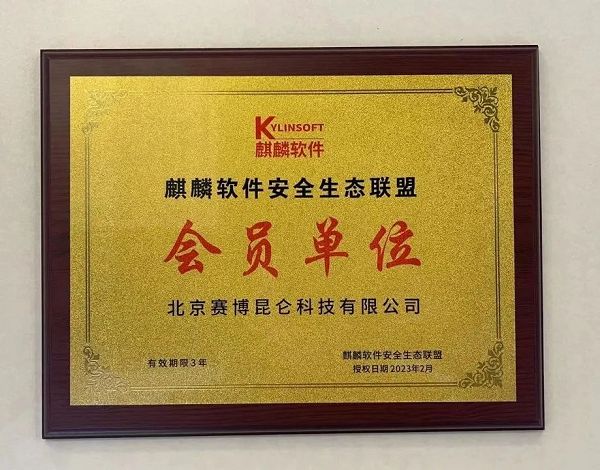 KYLINSOFT
麒麟软件
麒麟软件安全生态联盟
会员单位
北京赛博昆仑科技有限公司
有效期限3年
麒麟软件安全生态联盟
授权日期 2023年2月